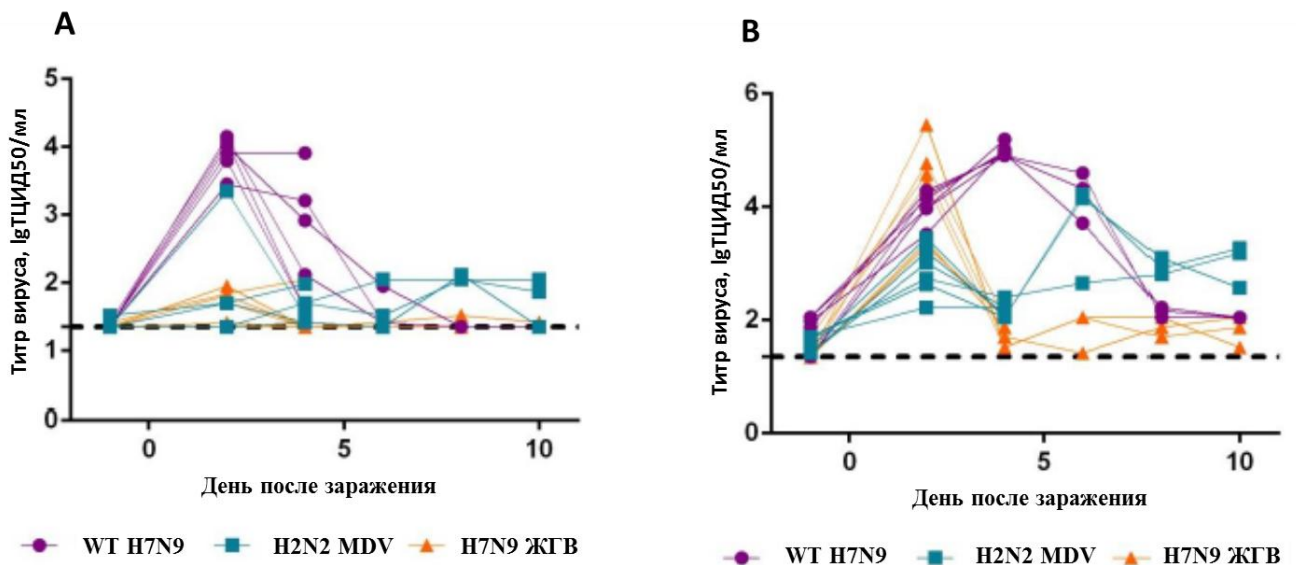 A
Титр вируса, lgТЦИД50/мл
5
4
3
2
1
0
0 5 10
День после заражения
WT H7N9 H2N2 MDV H7N9 ЖГВ
B
Титр вируса, lgТЦИД50/мл
6
4
2
0
0 5 10
День после заражения
WT H7N9 H2N2 MDV H7N9 ЖГВ